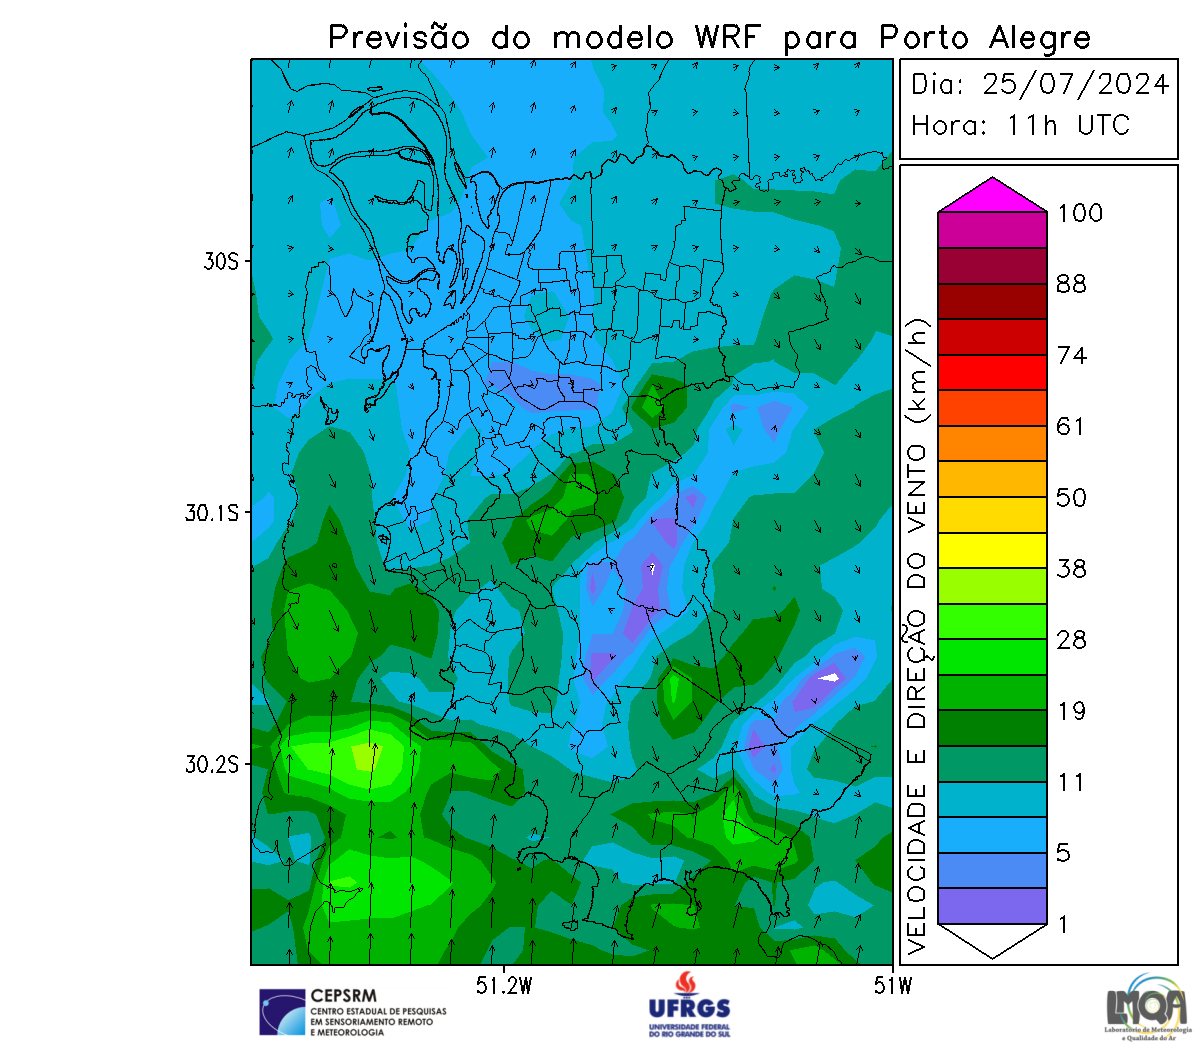 Previsão do modelo WRF para Porto Alegre
Dia: 25/07/2024
Hora: 11h UTC
VELOCIDADE E DIREÇÃO DO VENTO (km/h)
100
88
74
61
50
38
28
19
11
5
1
30S
30.1S
30.2S
51.2W
51W
CEPSRM
CENTRO ESTADUAL DE PESQUISAS
EM SENSORIAMENTO REMOTO
E METEOROLOGIA
UFRGS
UNIVERSIDADE FEDERAL
DO RIO GRANDE DO SUL
LMQA
Laboratório de Meteorologia
e Qualidade do Ar